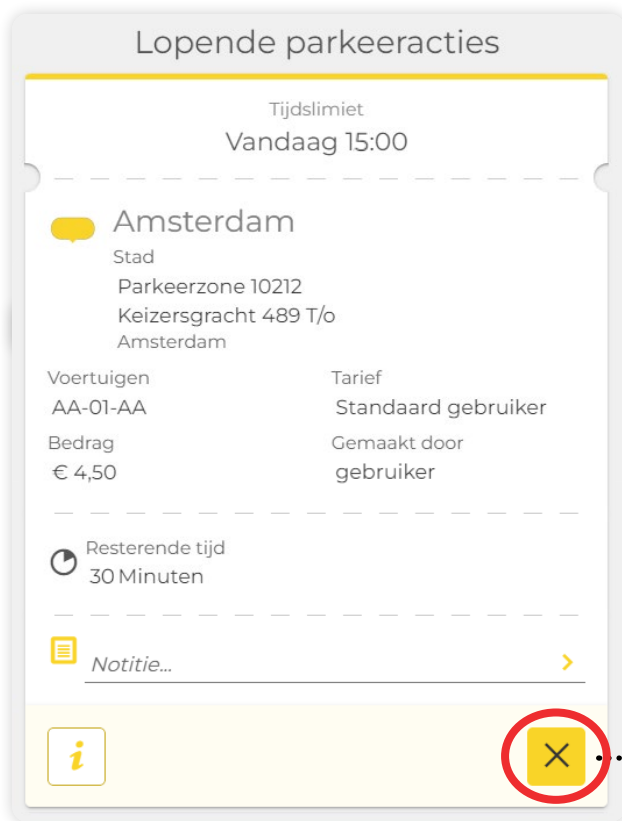 Lopende parkeeracties
Tijdslimiet
Vandaag 15:00
Amsterdam
Stad
Parkeerzone 10212
Keizersgracht 489 T/o
Amsterdam
Voertuigen
AA-01-AA
Tarief
Standaard gebruiker
Bedrag
€ 4,50
Gemaakt door
gebruiker
Resterende tijd
30 Minuten
Notitie...
i